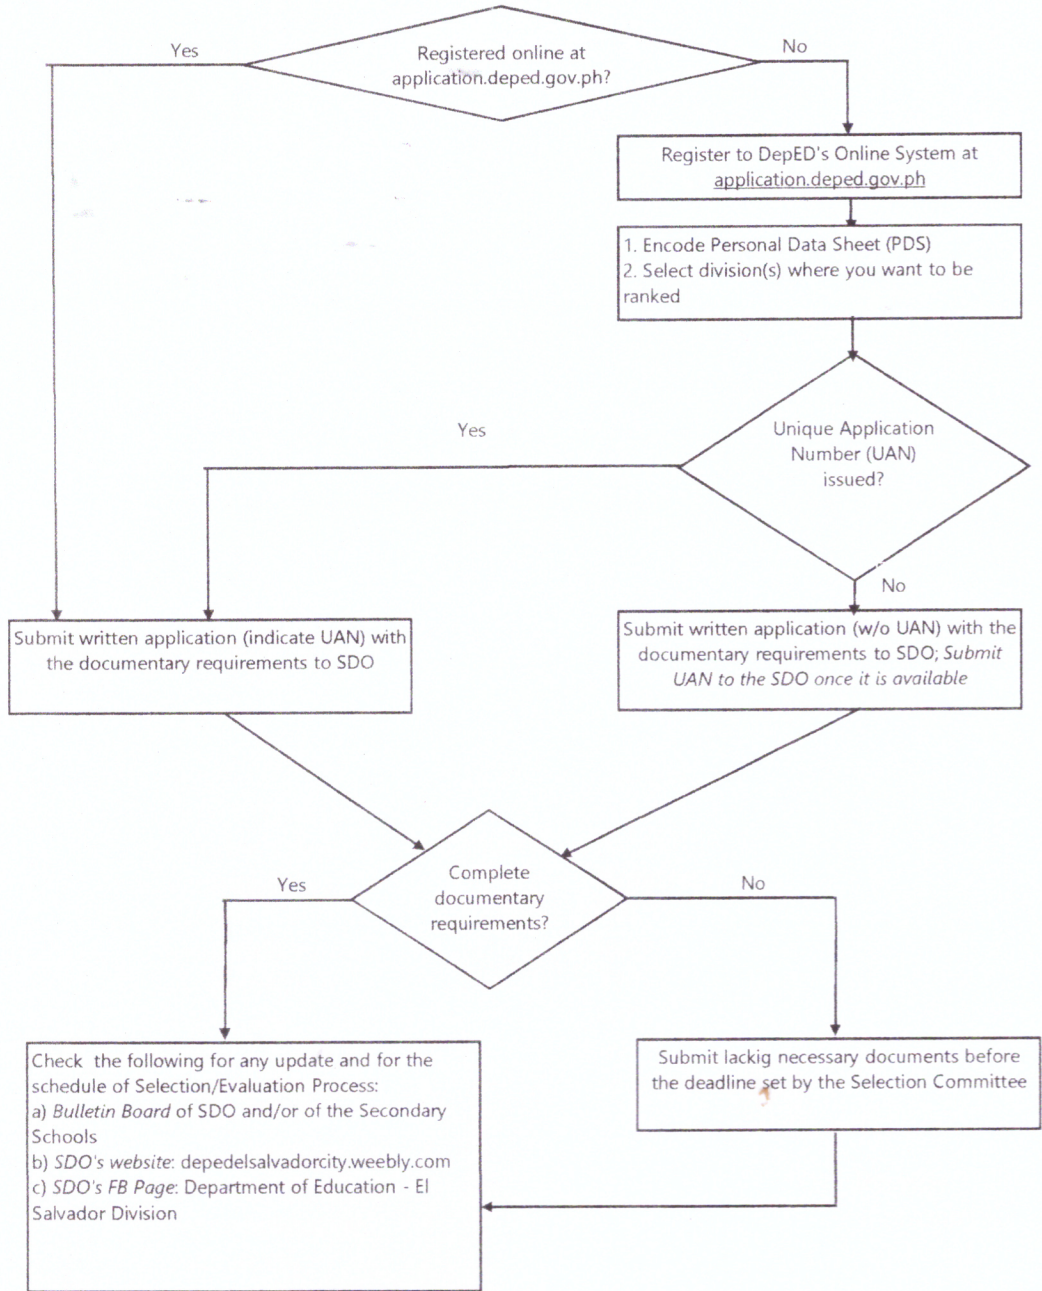 Yes
Registered online at
application.deped.gov.ph?
No
Register to DepED's Online System at
application.deped.gov.ph
1. Encode Personal Data Sheet (PDS)
2. Select division(s) where you want to be
ranked
Yes
Unique Application
Number (UAN)
issued?
No
Submit written application (indicate UAN) with
the documentary requirements to SDO
Submit written application (w/o UAN) with the
documentary requirements to SDO; Submit
UAN to the SDO once it is available
Yes
Complete
documentary
requirements?
No
Check the following for any update and for the
schedule of Selection/Evaluation Process:
a) Bulletin Board of SDO and/or of the Secondary
Schools
b) SDO's website: depedelsalvadorcity.weebly.com
c) SDO's FB Page: Department of Education - El
Salvador Division
Submit lackig necessary documents before
the deadline set by the Selection Committee